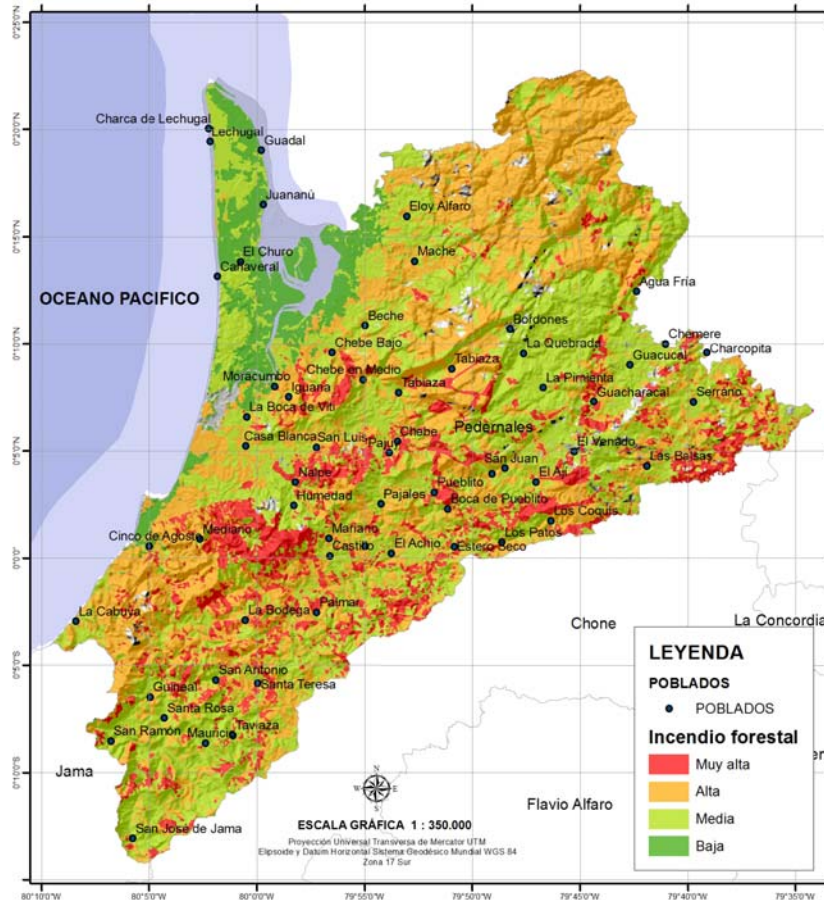 0°25'0"N
0°20'0"N
0°15'0"N
0°10'0"N
0°5'0"N
0°0'0"
0°5'0"S
0°10'0"S
Charca de Lechugal
Lechugal
Guadal
Juananú
Eloy Alfaro
El Churo
Mache
Cañaveral
Agua Fría
OCEANO PACIFICO
Beche
Bofdones
Chebe Bajo
La Quebrada
Chemere
Charcopita
Guacucal
Tabiaza
Chebe en Medio
Moracumbo
Iguana
Tabiaza
La Pimienta
Guacharacal
Serrano
La Boca de Viti
Pedernales
Chebe
Casa Blanca
San Luis
Pajuy
El Venado
San Juan
Las Balsas
Nalpe
El Aji
Pueblito
Humedad
Pajales
Boca de Pueblito
Los Coquis
Cinco de Agosto
Mediano
Mariano
Los Patos
Castillo
El Achio
Estero Seco
La Cabuya
La Bodega
Palmar
Chone
La Concordia
San Antonio
Guineal
Santa Teresa
Santa Rosa
San Ramón
Mauricio
Taviaza
Jama
Flavio Alfaro
San José de Jama
N
W
E
S
ESCALA GRÁFICA 1 : 350.000
Proyección Universal Transversa de Mercator UTM
Elipsoide y Datum Horizontal Sistema Geodésico Mundial WGS 84
Zona 17 Sur
LEYENDA
POBLADOS
POBLADOS
Incendio forestal
Muy alta
Alta
Media
Baja
80°10'0"W
80°5'0"W
80°0'0"W
79°55'0"W
79°50'0"W
79°45'0"W
79°40'0"W
79°35'0"W